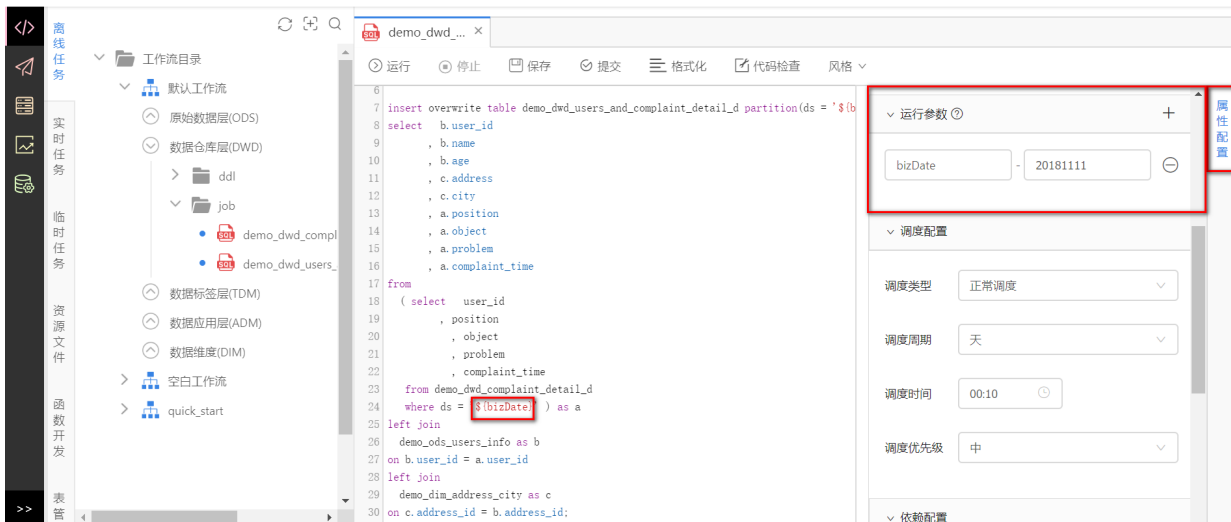 离线任务
实时任务
临时任务
资源文件
函数开发
表管
>>
工作流目录
默认工作流
原始数据层(ODS)
数据仓库层(DWD)
ddl
job
SQL demo_dwd_compl
SQL demo_dwd_users_
数据标签层(TDM)
数据应用层(ADM)
数据维度(DIM)
空白工作流
quick_start
SQL demo_dwd_... ×
运行 停止 保存 提交 格式化 代码检查 风格
6
7 insert overwrite table demo_dwd_users_and_complaint_detail_d partition(ds = '${b
8 select b.user_id
9 , b.name
10 , b.age
11 , c.address
12 , c.city
13 , a.position
14 , a.object
15 , a.problem
16 , a.complaint_time
17 from
18 ( select user_id
19 , position
20 , object
21 , problem
22 , complaint_time
23 from demo_dwd_complaint_detail_d
24 where ds = '${bizDate}' ) as a
25 left join
26 demo_ods_users_info as b
27 on b.user_id = a.user_id
28 left join
29 demo_dim_address_city as c
30 on c.address_id = b.address_id;
运行参数 ? +
bizDate - 20181111
调度配置
调度类型 正常调度
调度周期 天
调度时间 00:10
调度优先级 中
依赖配置
属性配置